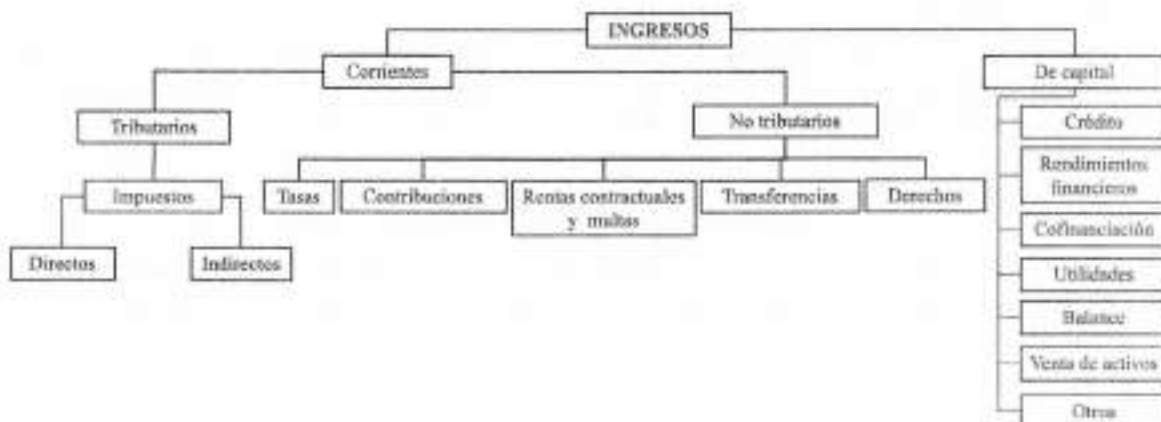 INGRESOS
Corrientes
De capital
Tributarios
No tributarios
Crédito
Rendimientos
financieros
Impuestos
Tasas
Contribuciones
Rentas contractuales
y multas
Transferencias
Derechos
Cofinanciación
Directos
Indirectos
Utilidades
Balance
Venta de activos
Otros